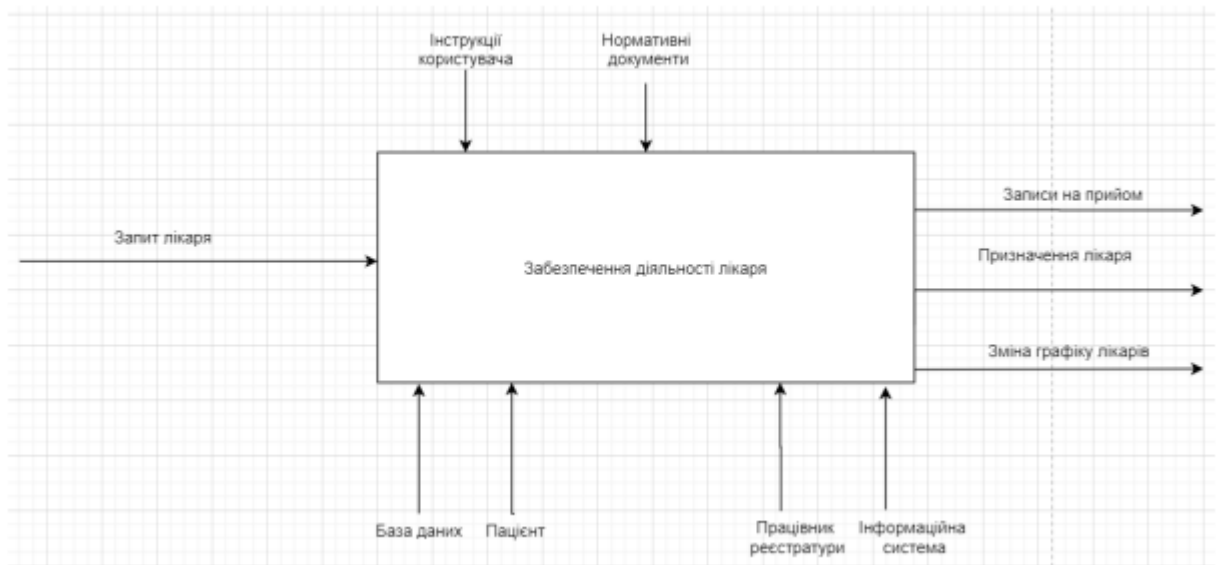 Інструкції
користувача
Нормативні
документи
Записи на прийом
Запит лікаря
Призначення лікаря
Забезпечення діяльності лікаря
Зміна графіку лікарів
База даних
Пацієнт
Працівник
реєстратури
Інформаційна
система